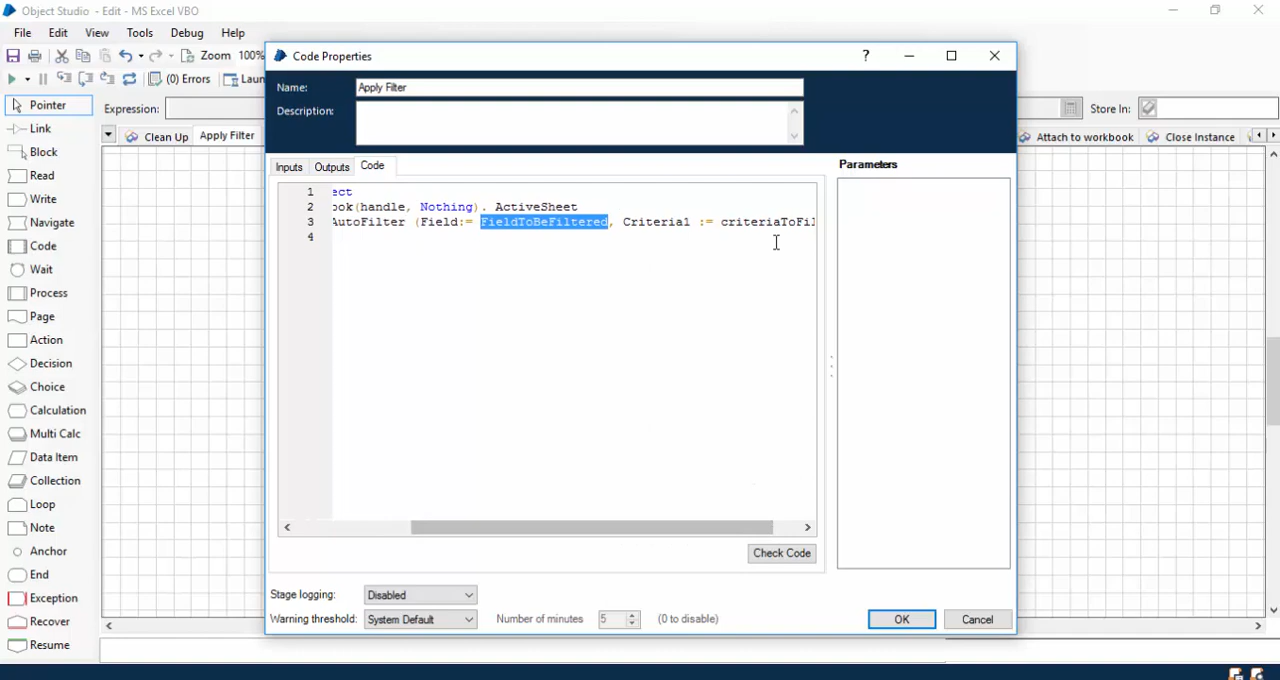 Object Studio - Edit - MS Excel VBO
File Edit View Tools Debug Help
Zoom 100%
(0) Errors
Expression:
Store In:
Clean Up
Apply Filter
Attach to workbook
Close Instance
Pointer
Link
Block
Read
Write
Navigate
Code
Wait
Process
Page
Action
Decision
Choice
Calculation
Multi Calc
Data Item
Collection
Loop
Note
Anchor
End
Exception
Recover
Resume
Code Properties
?
Name: Apply Filter
Description:
Inputs Outputs Code
Parameters
1 ect
2 ook(handle, Nothing). ActiveSheet
3 AutoFilter (Field:= FieldToBeFiltered, Criteria1 := criteriaToFil
4
Check Code
Stage logging: Disabled
Warning threshold: System Default Number of minutes 5 (0 to disable)
OK Cancel